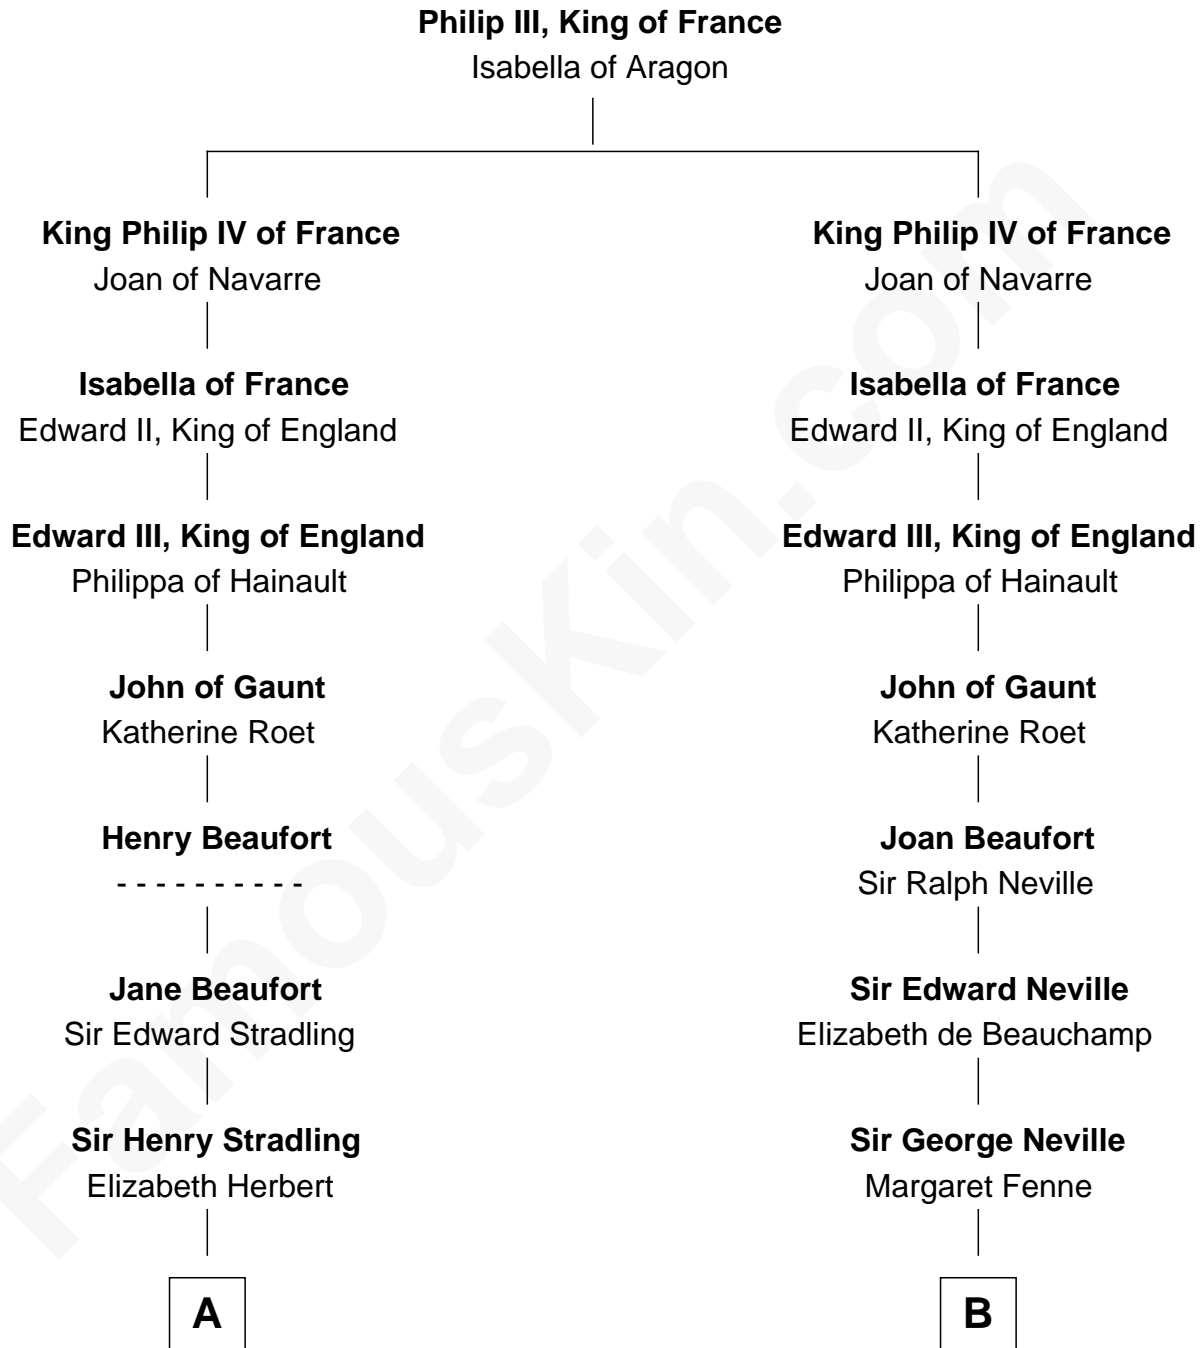 Philip III, King of France
Isabella of Aragon
King Philip IV of France
Joan of Navarre
King Philip IV of France
Joan of Navarre
Isabella of France
Edward II, King of England
Isabella of France
Edward II, King of England
Edward III, King of England
Philippa of Hainault
Edward III, King of England
Philippa of Hainault
John of Gaunt
Katherine Roet
John of Gaunt
Katherine Roet
Henry Beaufort
- - - - - - - - - -
Joan Beaufort
Sir Ralph Neville
Jane Beaufort
Sir Edward Stradling
Sir Edward Neville
Elizabeth de Beauchamp
Sir Henry Stradling
Elizabeth Herbert
Sir George Neville
Margaret Fenne
A
B
FamousKin.com